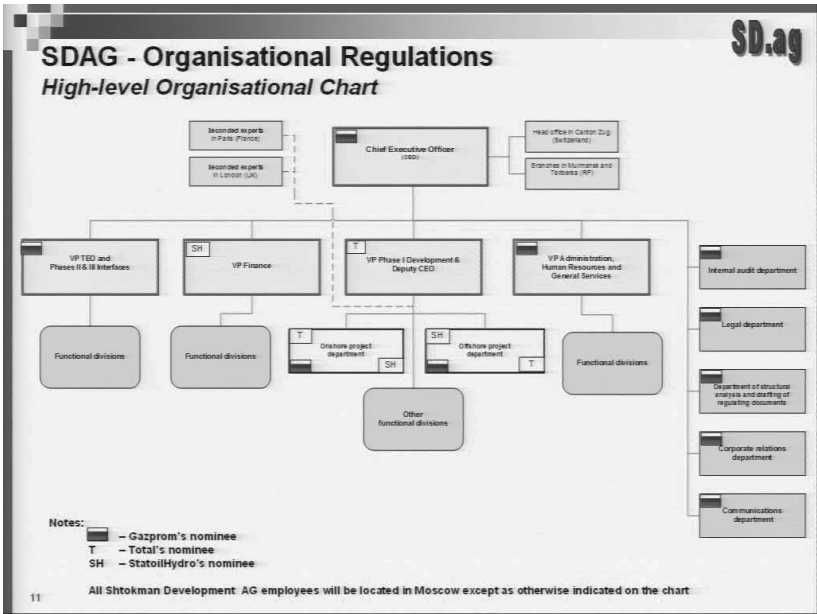 SD.ag
SDAG - Organisational Regulations
High-level Organisational Chart
Seconded experts
in Paris (France)
Seconded experts
in London (UK)
Chief Executive Officer
(CEO)
Head office in Canton Zug
(Switzerland)
Branches in Murmansk and
Teriberka (RF)
VP TED and
Phases II & III Interfaces
SH
VP Finance
T
VP Phase I Development &
Deputy CEO
VP Administration,
Human Resources and
General Services
Internal audit department
Legal department
Department of structural
analysis and drafting of
regulating documents
Corporate relations
department
Communications
department
Functional divisions
Functional divisions
T
Onshore project
department
SH
SH
Offshore project
department
T
Functional divisions
Other
functional divisions
Notes:
– Gazprom's nominee
T – Total's nominee
SH – StatoilHydro's nominee
All Shtokman Development AG employees will be located in Moscow except as otherwise indicated on the chart
11